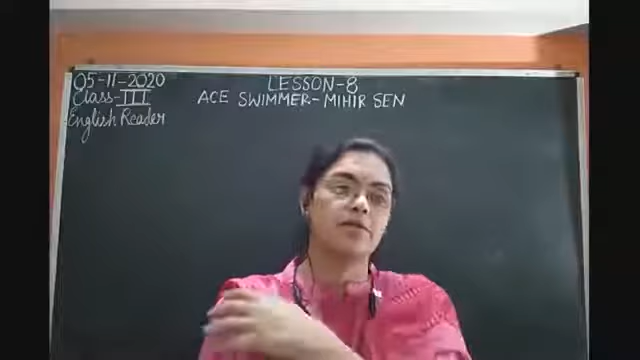 05-11-2020
Class-III
English Reader
LESSON-8
ACE SWIMMER-MIHIR SEN